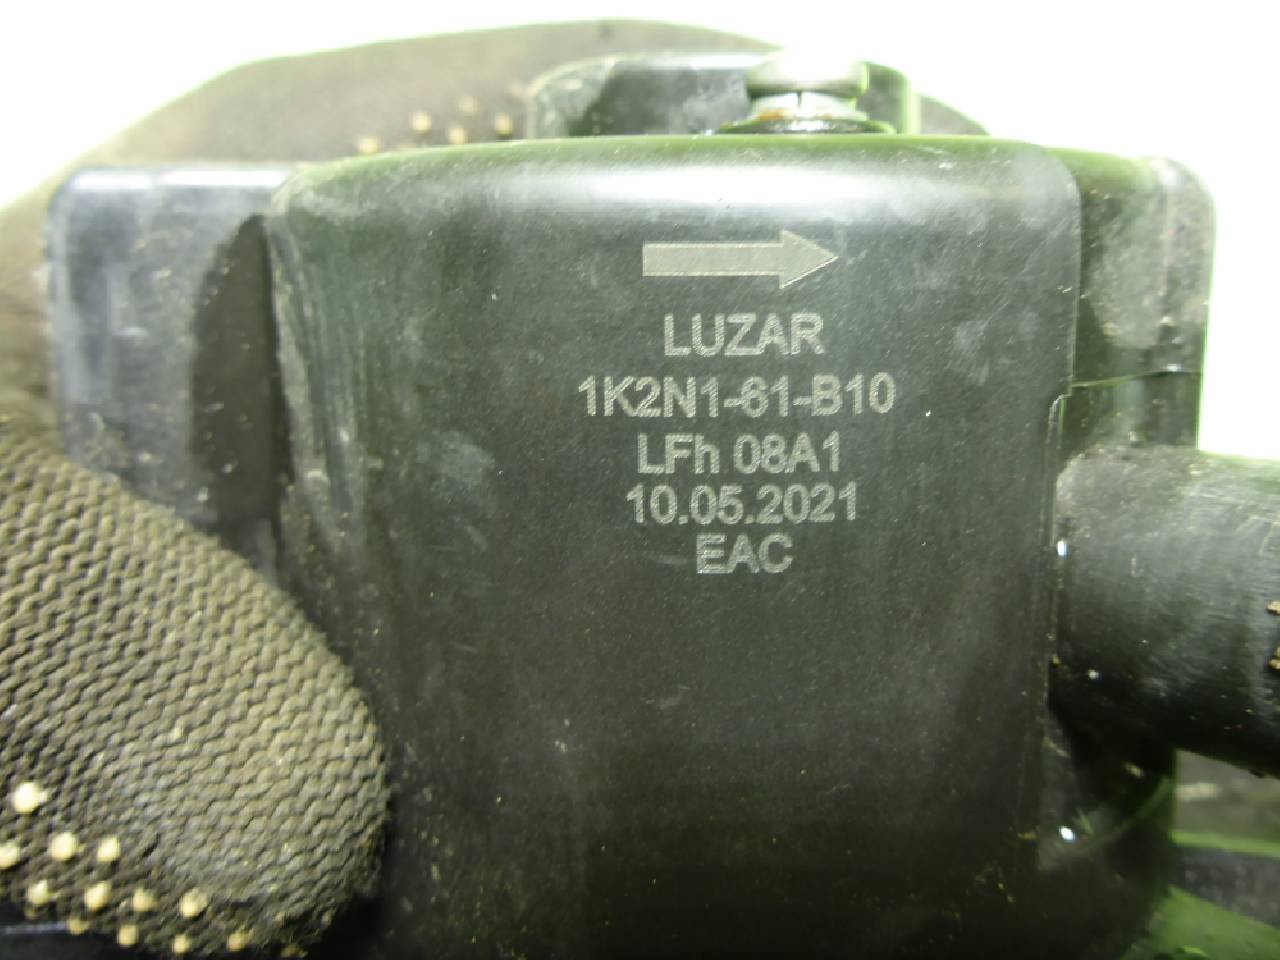 LUZAR
1K2N1-61-B10
LFh 08A1
10.05.2021
EAC